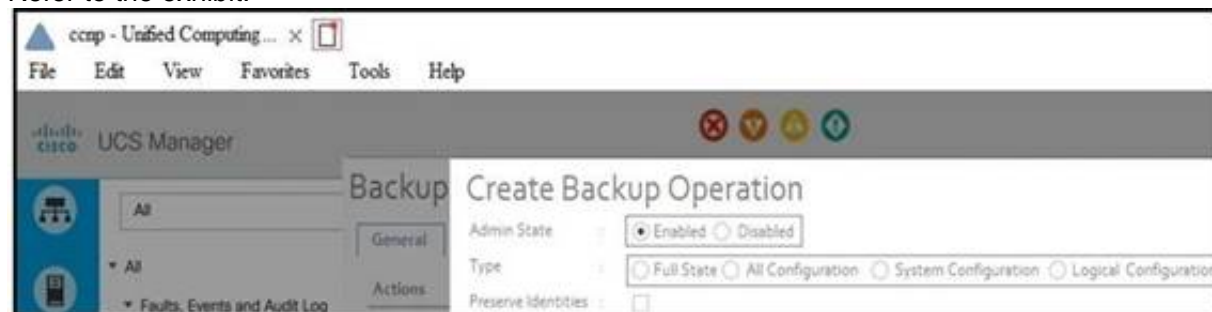 Refer to the exhibit.
ccnp - Unified Computing ... ×
File Edit View Favorites Tools Help
cisco UCS Manager
Backup Create Backup Operation
All
General
Admin State : Enabled Disabled
Type : Full State All Configuration System Configuration Logical Configuration
All
Actions
Faults, Events and Audit Log
Preserve Identities :